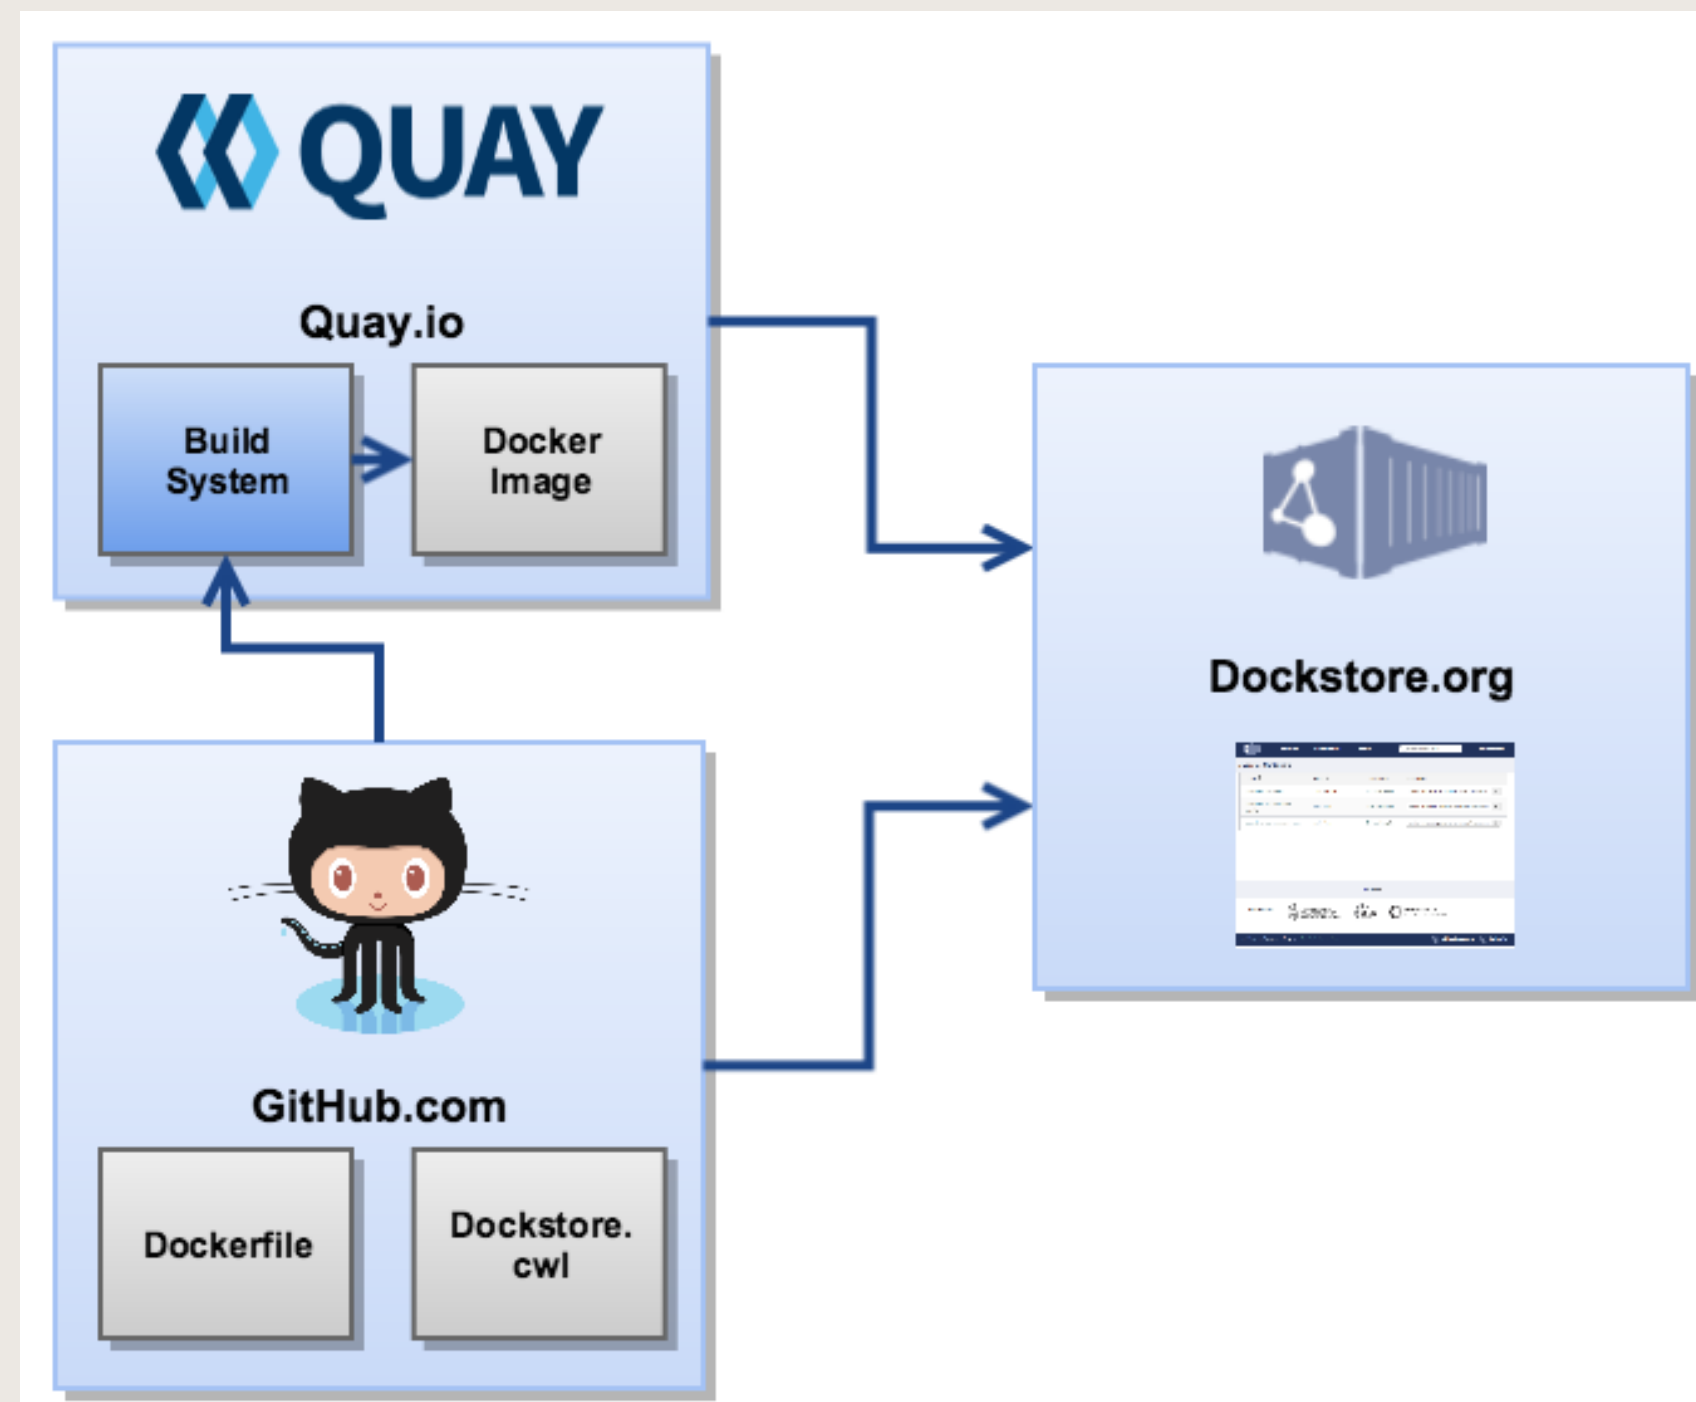 QUAY
Quay.io
Build
System
Docker
Image
Dockstore.org
GitHub.com
Dockerfile
Dockstore.
cwl